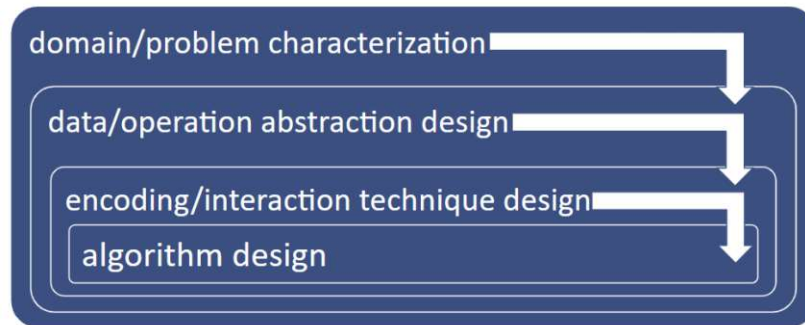 domain/problem characterization
data/operation abstraction design
encoding/interaction technique design
algorithm design